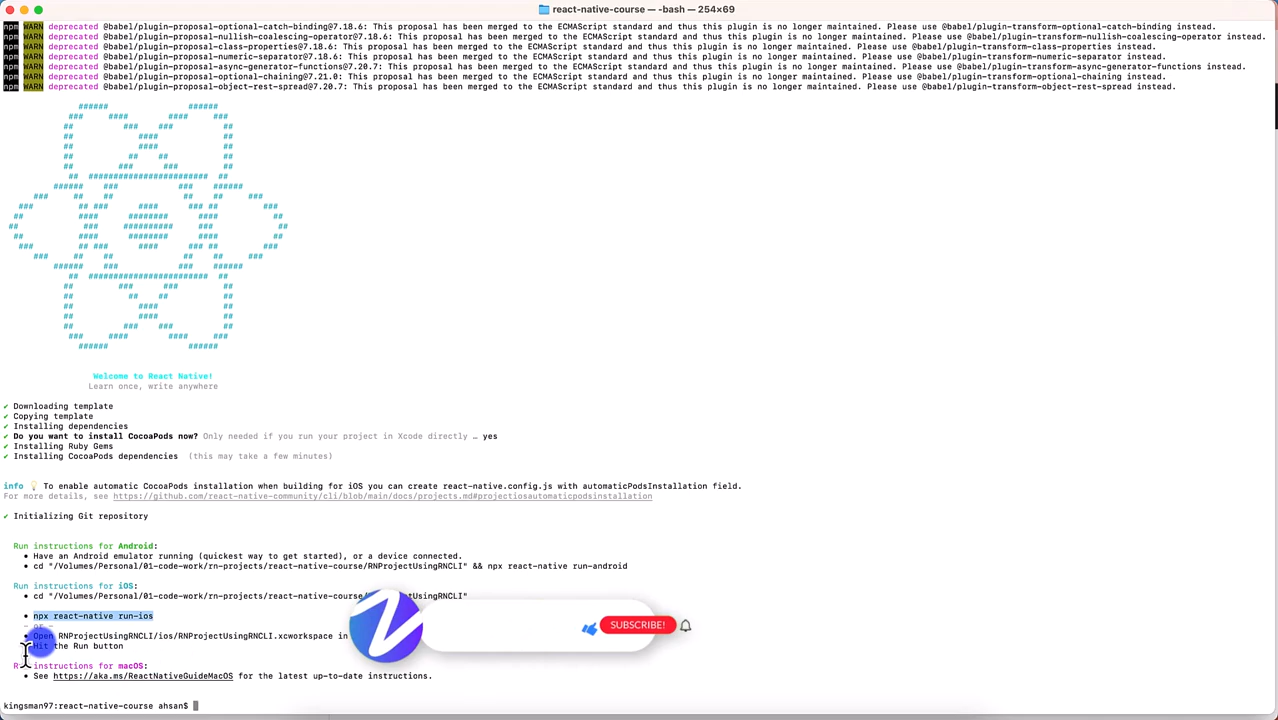 react-native-course — -bash — 254×69
npm WARN deprecated @babel/plugin-proposal-optional-catch-binding@7.18.6: This proposal has been merged to the ECMAScript standard and thus this plugin is no longer maintained. Please use @babel/plugin-transform-optional-catch-binding instead.
npm WARN deprecated @babel/plugin-proposal-nullish-coalescing-operator@7.18.6: This proposal has been merged to the ECMAScript standard and thus this plugin is no longer maintained. Please use @babel/plugin-transform-nullish-coalescing-operator instead.
npm WARN deprecated @babel/plugin-proposal-class-properties@7.18.6: This proposal has been merged to the ECMAScript standard and thus this plugin is no longer maintained. Please use @babel/plugin-transform-class-properties instead.
npm WARN deprecated @babel/plugin-proposal-numeric-separator@7.18.6: This proposal has been merged to the ECMAScript standard and thus this plugin is no longer maintained. Please use @babel/plugin-transform-numeric-separator instead.
npm WARN deprecated @babel/plugin-proposal-async-generator-functions@7.20.7: This proposal has been merged to the ECMAScript standard and thus this plugin is no longer maintained. Please use @babel/plugin-transform-async-generator-functions instead.
npm WARN deprecated @babel/plugin-proposal-optional-chaining@7.21.0: This proposal has been merged to the ECMAScript standard and thus this plugin is no longer maintained. Please use @babel/plugin-transform-optional-chaining instead.
npm WARN deprecated @babel/plugin-proposal-object-rest-spread@7.20.7: This proposal has been merged to the ECMAScript standard and thus this plugin is no longer maintained. Please use @babel/plugin-transform-object-rest-spread instead.
Welcome to React Native!
Learn once, write anywhere
✔ Downloading template
✔ Copying template
✔ Installing dependencies
✔ Do you want to install CocoaPods now? Only needed if you run your project in Xcode directly … yes
✔ Installing Ruby Gems
✔ Installing CocoaPods dependencies (this may take a few minutes)
info 💡 To enable automatic CocoaPods installation when building for iOS you can create react-native.config.js with automaticPodsInstallation field.
For more details, see https://github.com/react-native-community/cli/blob/main/docs/projects.md#projectiosautomaticpodsinstallation
✔ Initializing Git repository
Run instructions for Android:
• Have an Android emulator running (quickest way to get started), or a device connected.
• cd "/Volumes/Personal/01-code-work/rn-projects/react-native-course/RNProjectUsingRNCLI" && npx react-native run-android
Run instructions for iOS:
• cd "/Volumes/Personal/01-code-work/rn-projects/react-native-course/ UsingRNCLI"
• npx react-native run-ios
• Open RNProjectUsingRNCLI/ios/RNProjectUsingRNCLI.xcworkspace in
Hit the Run button
SUBSCRIBE!
Run instructions for macOS:
• See https://aka.ms/ReactNativeGuideMacOS for the latest up-to-date instructions.
kingsman97:react-native-course ahsan$